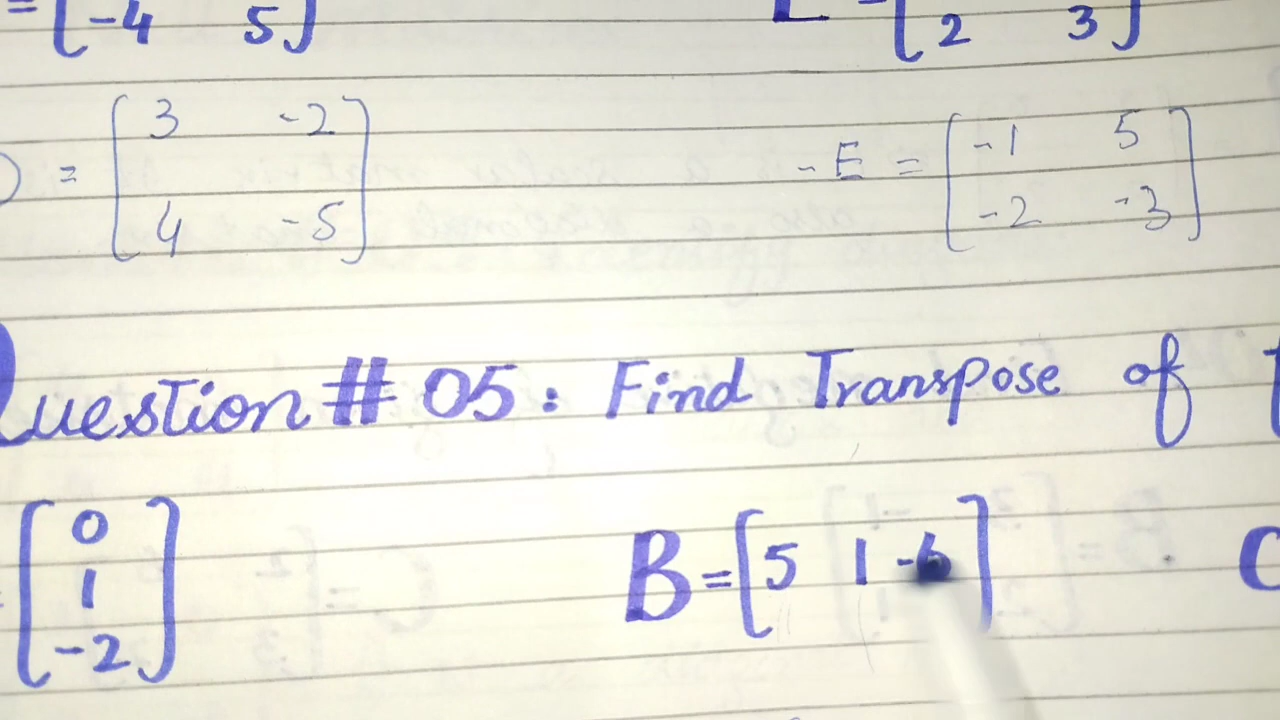 = [ -4 5 ] [ 2 3 ]
= [ 3 -2 - E = [ -1 5
4 -5 ] -2 -3 ]
Question # 05: Find Transpose of
[ 0
1 B = [ 5 1 -6 ] C
-2 ]